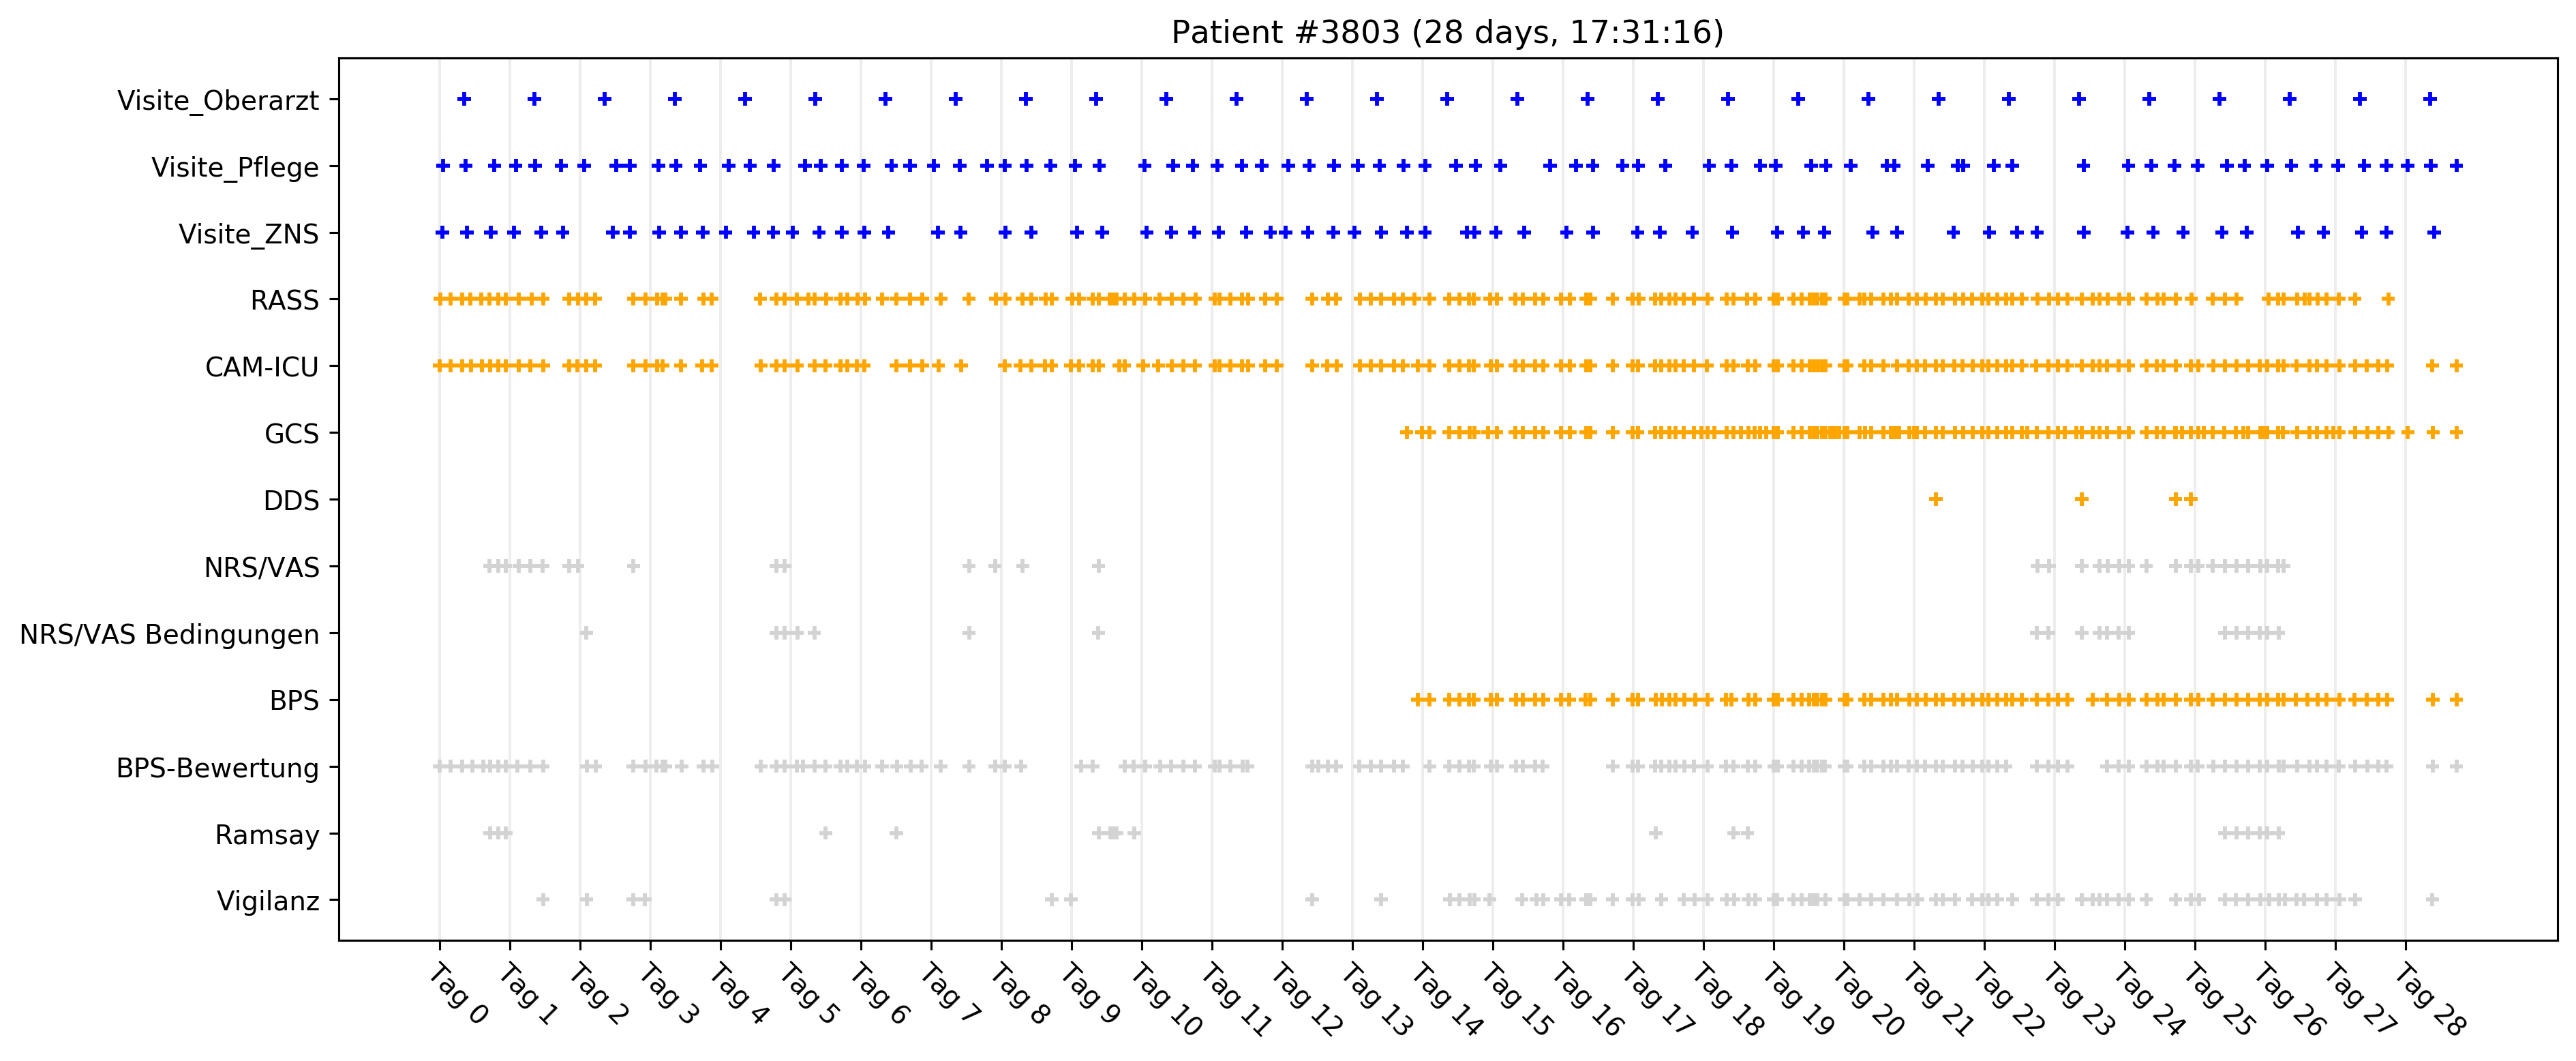 Patient #3803 (28 days, 17:31:16)
Visite_Oberarzt
Visite_Pflege
Visite_ZNS
RASS
CAM-ICU
GCS
DDS
NRS/VAS
NRS/VAS Bedingungen
BPS
BPS-Bewertung
Ramsay
Vigilanz
Tag 0
Tag 1
Tag 2
Tag 3
Tag 4
Tag 5
Tag 6
Tag 7
Tag 8
Tag 9
Tag 10
Tag 11
Tag 12
Tag 13
Tag 14
Tag 15
Tag 16
Tag 17
Tag 18
Tag 19
Tag 20
Tag 21
Tag 22
Tag 23
Tag 24
Tag 25
Tag 26
Tag 27
Tag 28